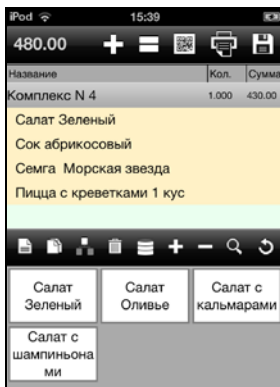 iPod 15:39
480.00
Название Кол. Сумма
Комплекс N 4 1.000 430.00
Салат Зеленый
Сок абрикосовый
Семга Морская звезда
Пицца с креветками 1 кус
Салат Зеленый
Салат Оливье
Салат с кальмарами
Салат с шампиньона ми